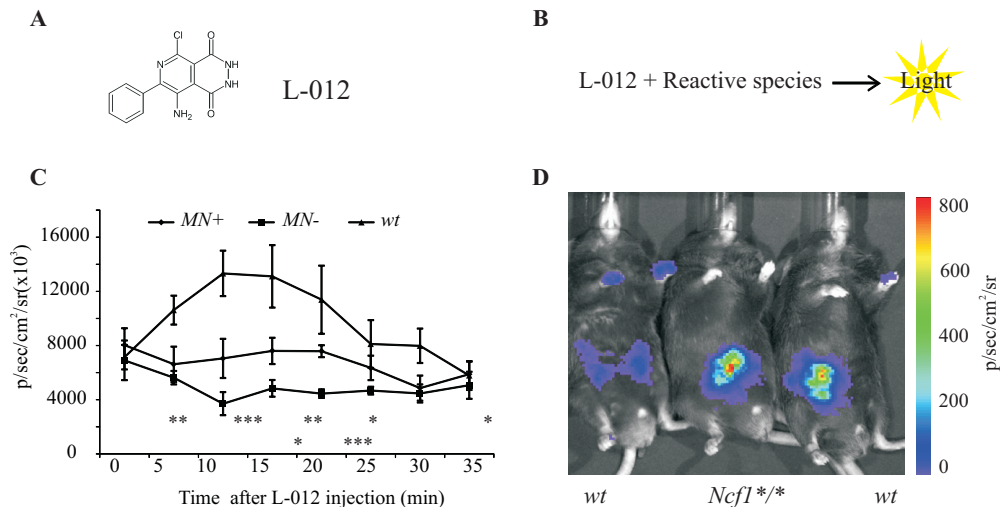 A
Cl
O
N
NH
NH
NH₂
O
L-012
B
L-012 + Reactive species
Light
C
MN+
MN-
wt
p/sec/cm²/sr(x10³)
16000
12000
8000
4000
0
** *** ** * *
* ***
0 5 10 15 20 25 30 35
Time after L-012 injection (min)
D
800
600
400
200
0
p/sec/cm²/sr
wt
Ncf1*/*
wt